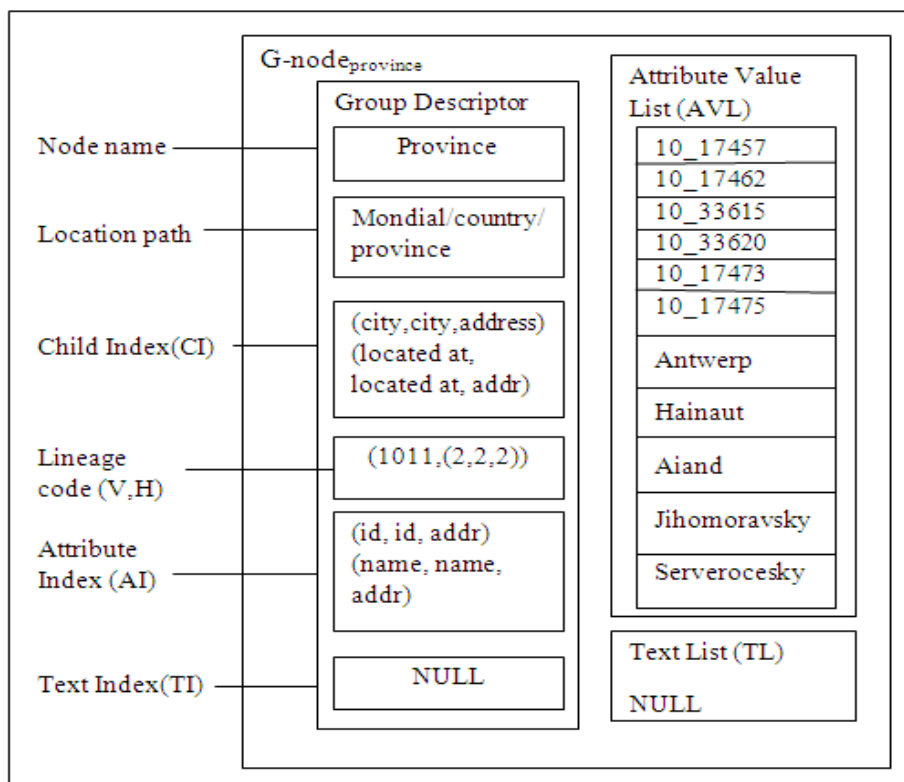 G-nodeprovince
Group Descriptor
Node name
Province
Location path
Mondial/country/
province
Child Index(CI)
(city,city,address)
(located at,
located at, addr)
Lineage
code (V,H)
(1011,(2,2,2))
Attribute
Index (AI)
(id, id, addr)
(name, name,
addr)
Text Index(TI)
NULL
Attribute Value
List (AVL)
10_17457
10_17462
10_33615
10_33620
10_17473
10_17475
Antwerp
Hainaut
Aiand
Jihomoravsky
Serverocesky
Text List (TL)
NULL